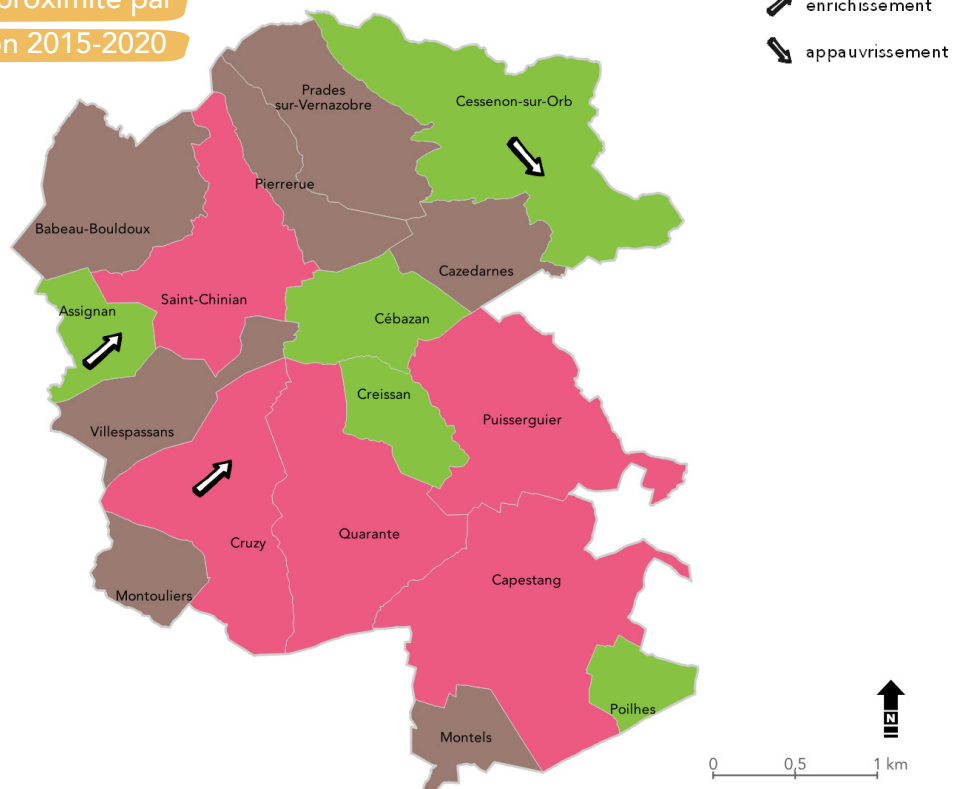 proximité par
en 2015-2020
enrichissement
appauvrissement
Prades
sur-Vernazobre
Cessenon-sur-Orb
Pierrerue
Babeau-Bouldoux
Cazedarnes
Saint-Chinian
Assignan
Cébazan
Creissan
Puisserguier
Villespassans
Quarante
Cruzy
Capestang
Montouliers
Poilhes
Montels
N
0 0,5 1 km